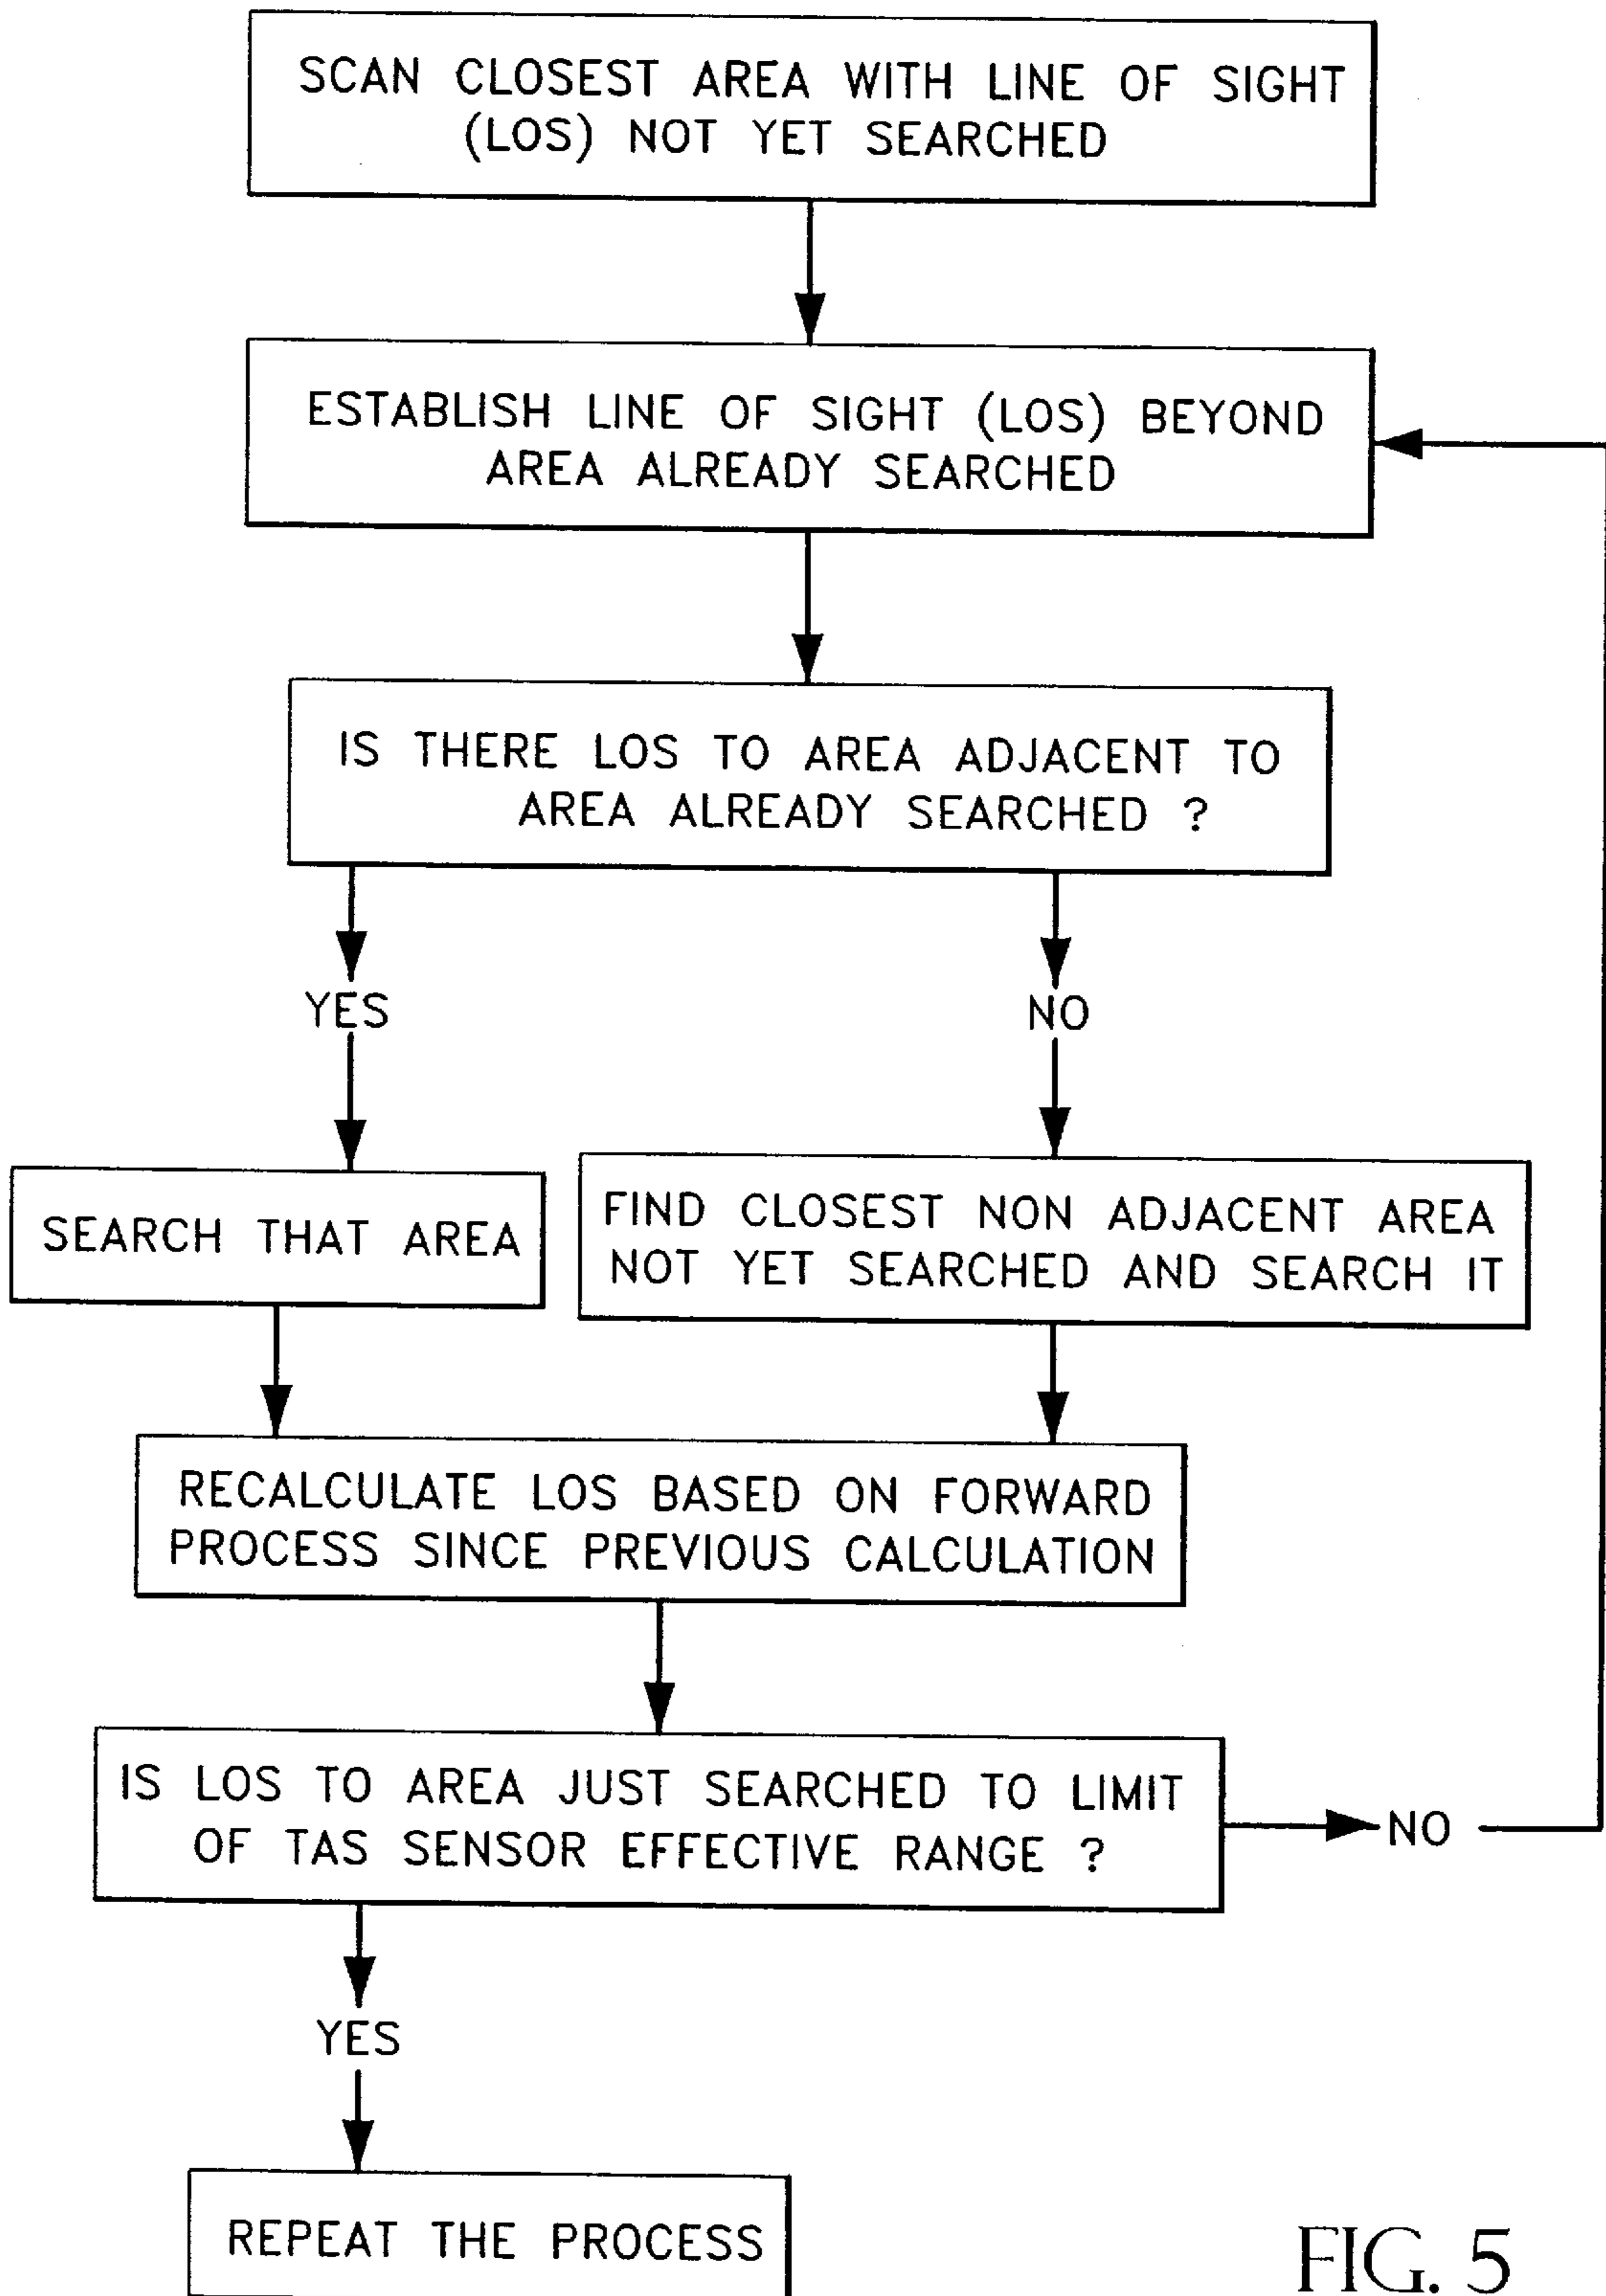 SCAN CLOSEST AREA WITH LINE OF SIGHT
(LOS) NOT YET SEARCHED
ESTABLISH LINE OF SIGHT (LOS) BEYOND
AREA ALREADY SEARCHED
IS THERE LOS TO AREA ADJACENT TO
AREA ALREADY SEARCHED ?
YES
NO
SEARCH THAT AREA
FIND CLOSEST NON ADJACENT AREA
NOT YET SEARCHED AND SEARCH IT
RECALCULATE LOS BASED ON FORWARD
PROCESS SINCE PREVIOUS CALCULATION
IS LOS TO AREA JUST SEARCHED TO LIMIT
OF TAS SENSOR EFFECTIVE RANGE ?
NO
YES
REPEAT THE PROCESS
FIG. 5